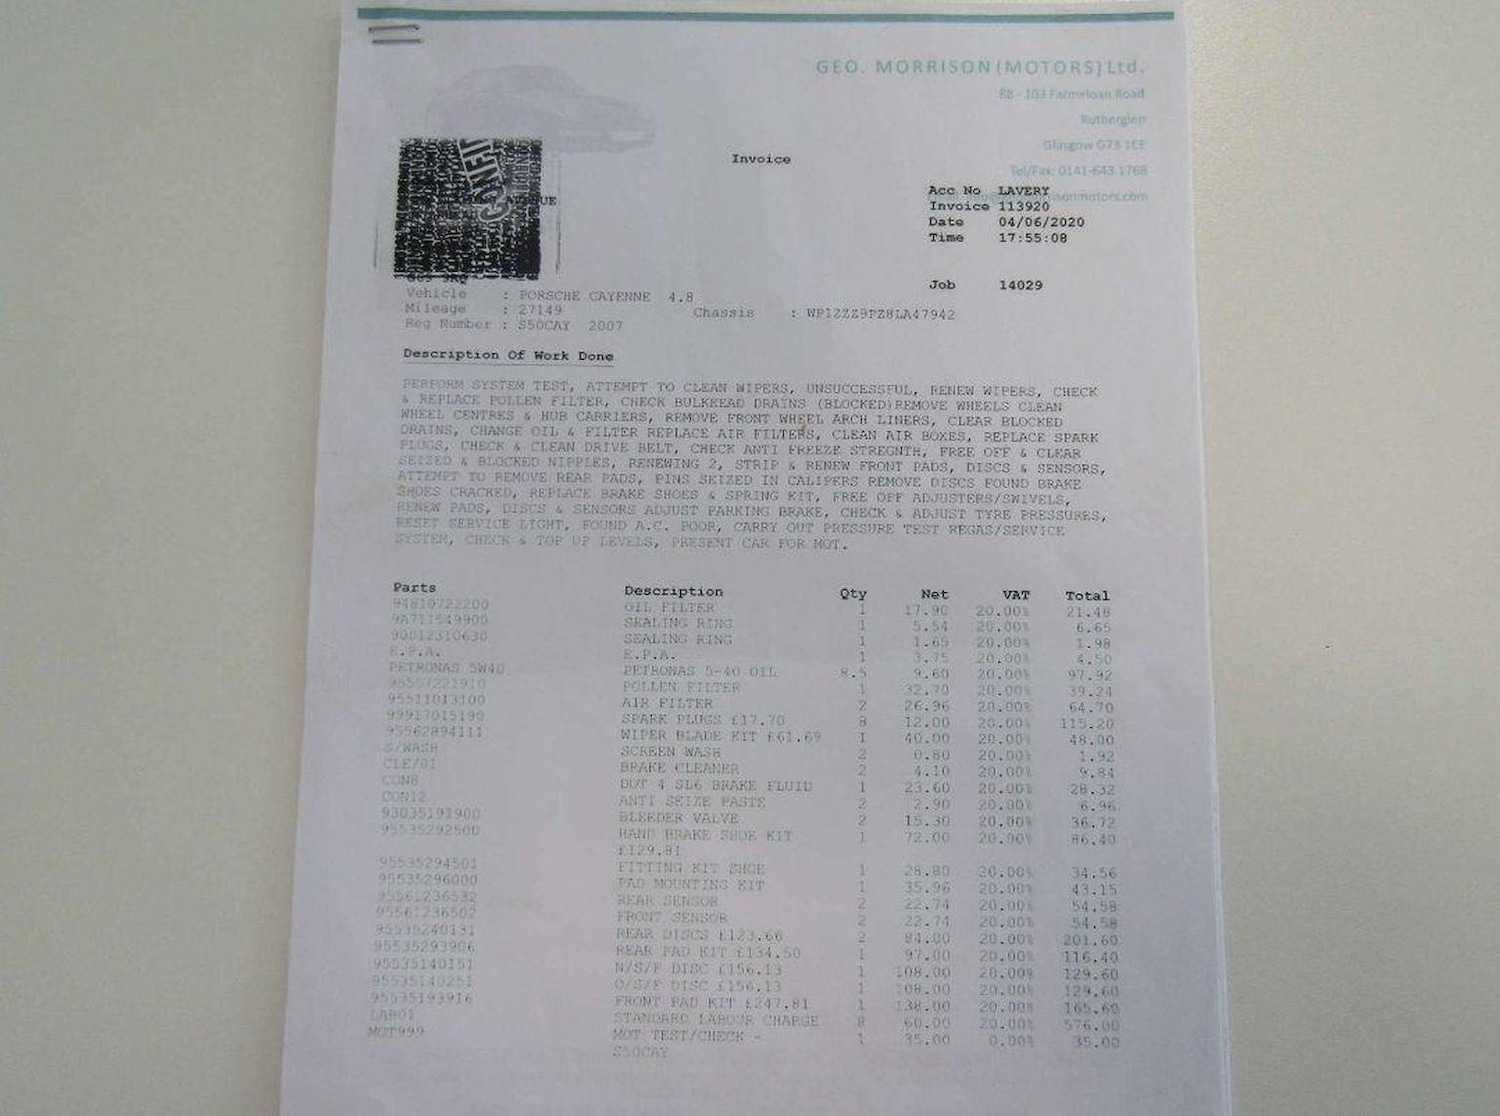 GEO. MORRISON (MOTORS) Ltd.
88 - 103 Farmeloan Road
Rutherglen
Glasgow G73 1EE
Tel/Fax: 0141-643 1768
Invoice
Acc No LAVERY
Invoice 113920
Date 04/06/2020
Time 17:55:08
Job 14029
Vehicle : PORSCHE CAYENNE 4.8
Mileage : 27149 Chassis : WP1ZZZ9PZ8LA47942
Reg Number : S50CAY 2007
Description Of Work Done
PERFORM SYSTEM TEST, ATTEMPT TO CLEAN WIPERS, UNSUCCESSFUL, RENEW WIPERS, CHECK
& REPLACE POLLEN FILTER, CHECK BULKHEAD DRAINS (BLOCKED)REMOVE WHEELS CLEAN
WHEEL CENTRES & HUB CARRIERS, REMOVE FRONT WHEEL ARCH LINERS, CLEAR BLOCKED
DRAINS, CHANGE OIL & FILTER REPLACE AIR FILTERS, CLEAN AIR BOXES, REPLACE SPARK
PLUGS, CHECK & CLEAN DRIVE BELT, CHECK ANTI FREEZE STREGNTH, FREE OFF & CLEAR
SEIZED & BLOCKED NIPPLES, RENEWING 2, STRIP & RENEW FRONT PADS, DISCS & SENSORS,
ATTEMPT TO REMOVE REAR PADS, PINS SEIZED IN CALIPERS REMOVE DISCS FOUND BRAKE
SHOES CRACKED, REPLACE BRAKE SHOES & SPRING KIT, FREE OFF ADJUSTERS/SWIVELS,
RENEW PADS, DISCS & SENSORS ADJUST PARKING BRAKE, CHECK & ADJUST TYRE PRESSURES,
RESET SERVICE LIGHT, FOUND A.C. POOR, CARRY OUT PRESSURE TEST REGAS/SERVICE
SYSTEM, CHECK & TOP UP LEVELS, PRESENT CAR FOR MOT.
Parts Description Qty Net VAT Total
94810722200 OIL FILTER 1 17.90 20.00% 21.48
9A711549900 SEALING RING 1 5.54 20.00% 6.65
90012310630 SEALING RING 1 1.65 20.00% 1.98
E.P.A. E.P.A. 1 3.75 20.00% 4.50
PETRONAS 5W40 PETRONAS 5-40 OIL 8.5 9.60 20.00% 97.92
95557221910 POLLEN FILTER 1 32.70 20.00% 39.24
95511013100 AIR FILTER 2 26.96 20.00% 64.70
99917015190 SPARK PLUGS £17.70 8 12.00 20.00% 115.20
95562894111 WIPER BLADE KIT £61.69 1 40.00 20.00% 48.00
S/WASH SCREEN WASH 2 0.80 20.00% 1.92
CLE/01 BRAKE CLEANER 2 4.10 20.00% 9.84
CON8 DOT 4 SL6 BRAKE FLUID 1 23.60 20.00% 28.32
CON12 ANTI SEIZE PASTE 2 2.90 20.00% 6.96
93035191900 BLEEDER VALVE 2 15.30 20.00% 36.72
95535292500 HAND BRAKE SHOE KIT 1 72.00 20.00% 86.40
£129.81
95535294501 FITTING KIT SHOE 1 28.80 20.00% 34.56
95535296000 PAD MOUNTING KIT 1 35.96 20.00% 43.15
95561236532 REAR SENSOR 2 22.74 20.00% 54.58
95561236502 FRONT SENSOR 2 22.74 20.00% 54.58
95535240131 REAR DISCS £123.66 2 84.00 20.00% 201.60
95535293906 REAR PAD KIT £134.50 1 97.00 20.00% 116.40
95535140151 N/S/F DISC £156.13 1 108.00 20.00% 129.60
95535140251 O/S/F DISC £156.13 1 108.00 20.00% 129.60
95535193916 FRONT PAD KIT £247.81 1 138.00 20.00% 165.60
LAB01 STANDARD LABOUR CHARGE 8 60.00 20.00% 576.00
MOT999 MOT TEST/CHECK - 1 35.00 0.00% 35.00
S50CAY